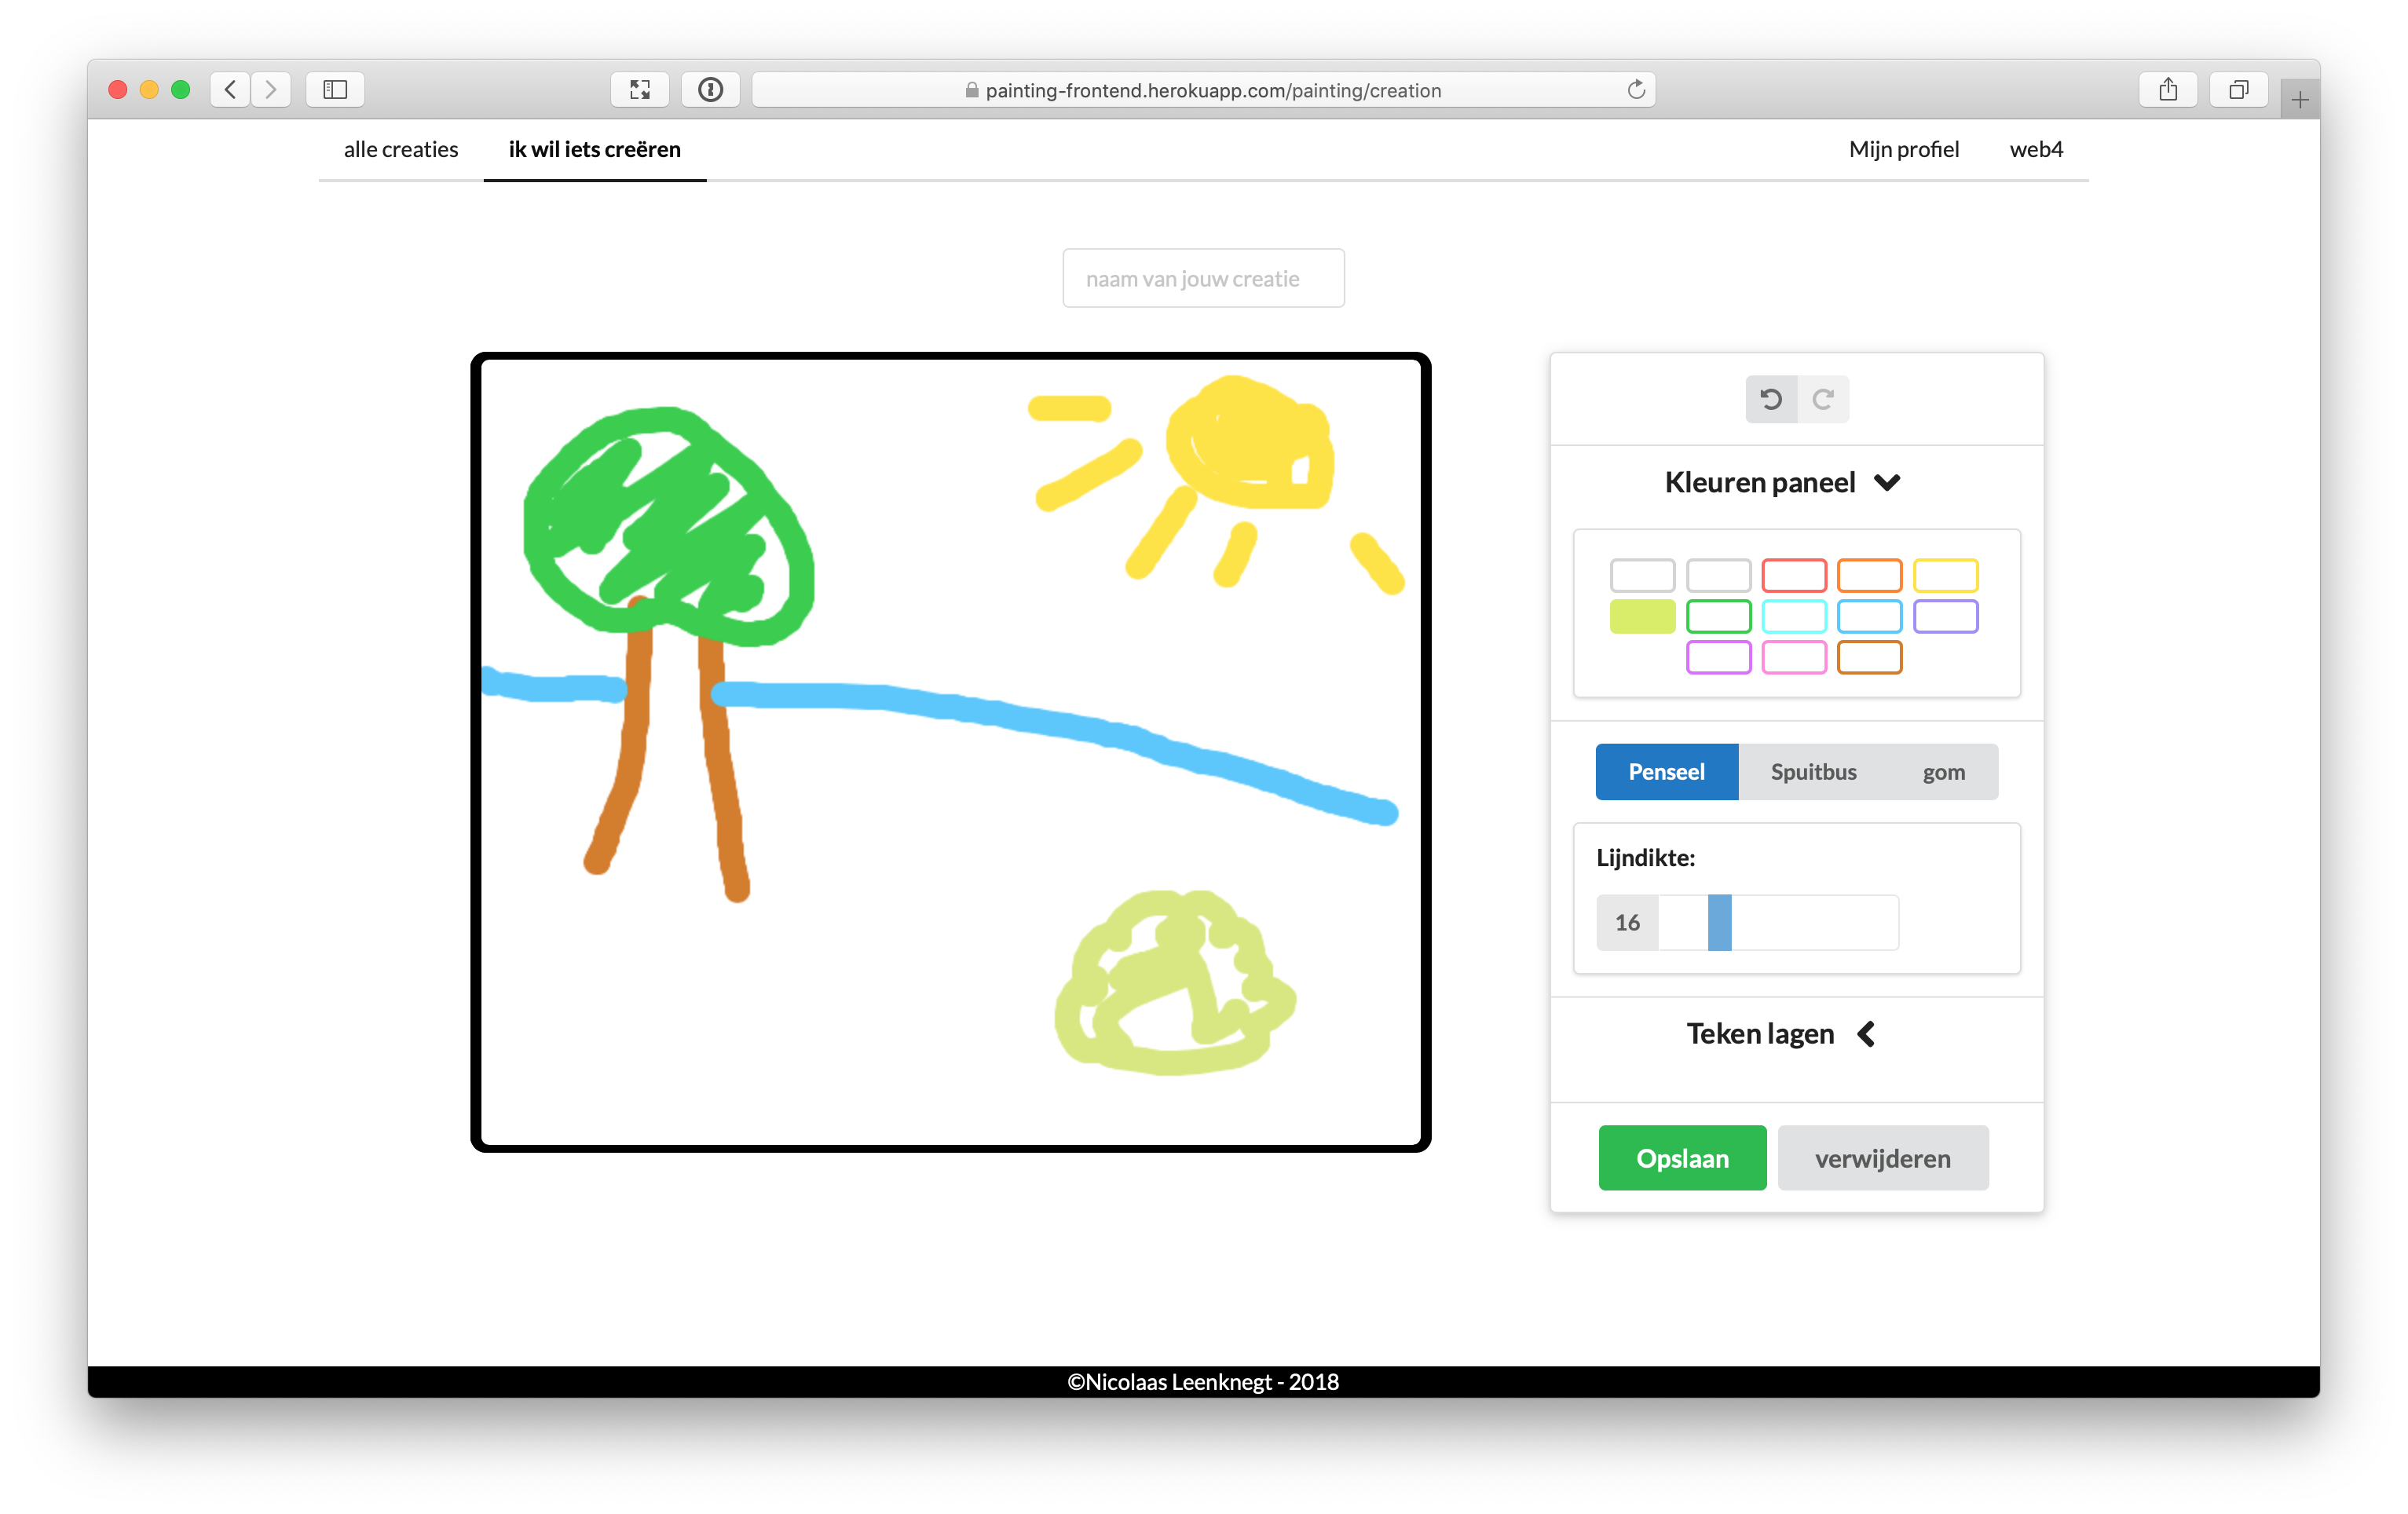 painting-frontend.herokuapp.com/painting/creation
alle creaties
ik wil iets creëren
Mijn profiel
web4
naam van jouw creatie
Kleuren paneel
Penseel
Spuitbus
gom
Lijndikte:
16
Teken lagen
Opslaan
verwijderen
©Nicolaas Leenknegt - 2018